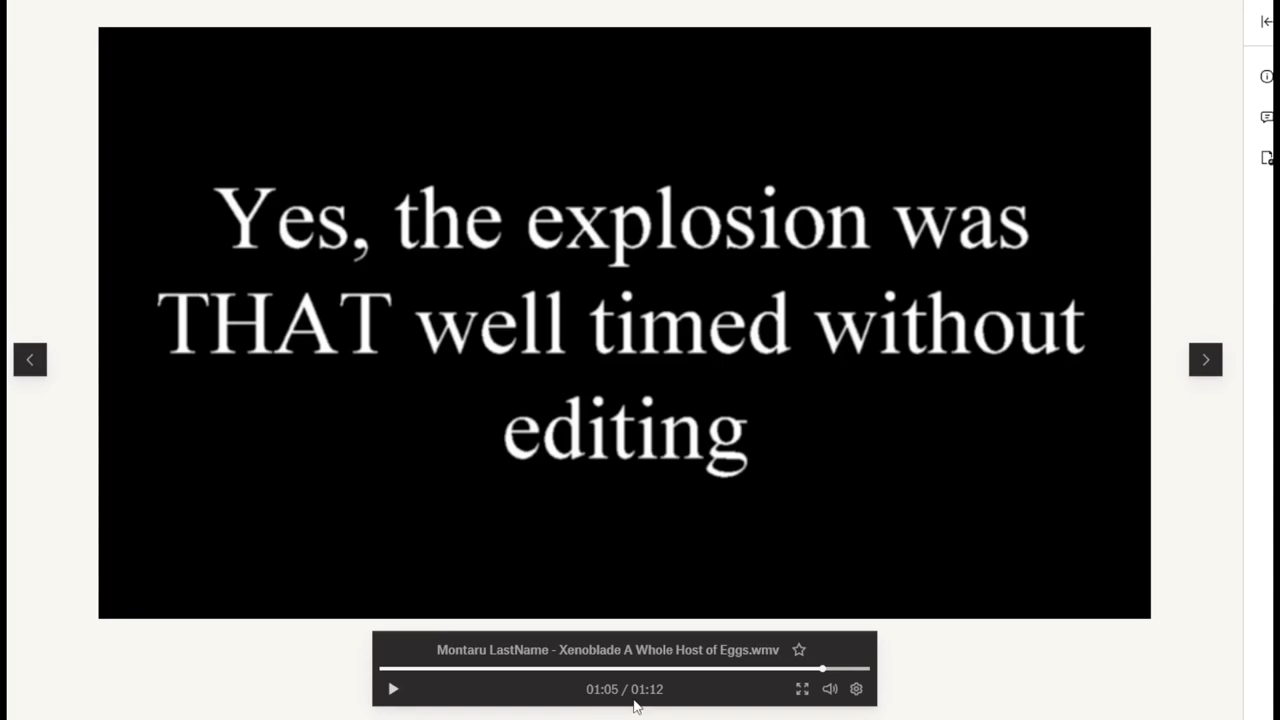 Yes, the explosion was
THAT well timed without
editing
Montaru LastName - Xenoblade A Whole Host of Eggs.wmv
01:05 / 01:12